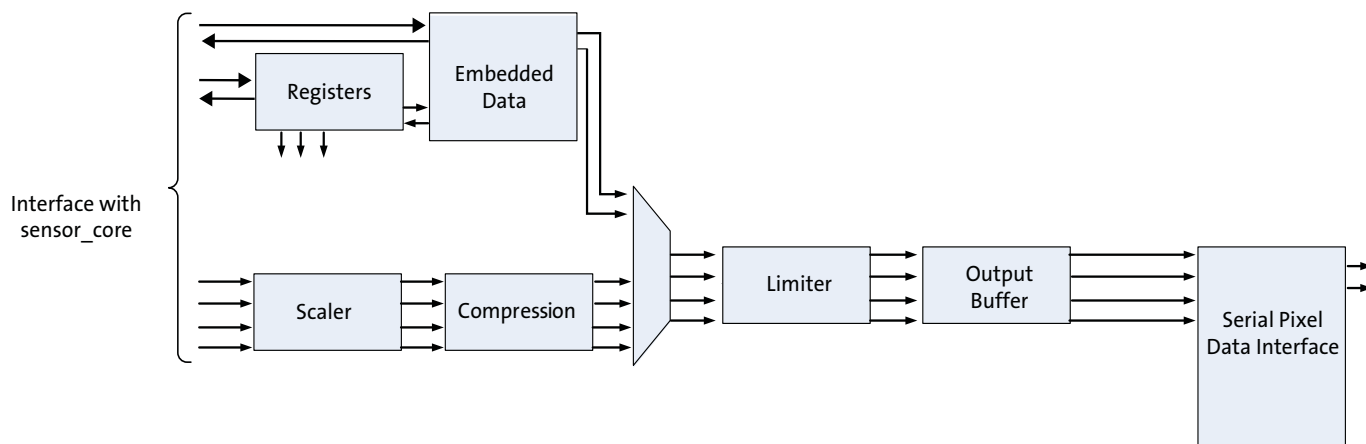 Embedded
Data
Registers
Interface with
sensor_core
Scaler
Compression
Limiter
Output
Buffer
Serial Pixel
Data Interface